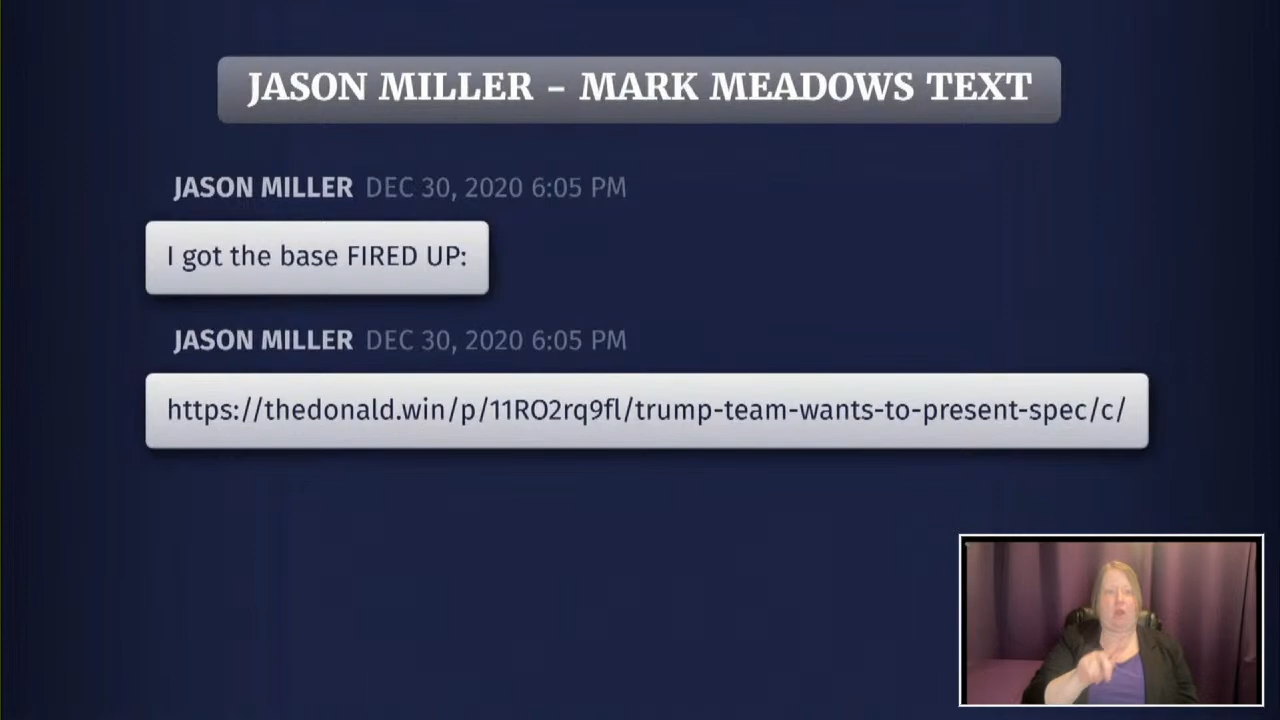 JASON MILLER – MARK MEADOWS TEXT
JASON MILLER DEC 30, 2020 6:05 PM
I got the base FIRED UP:
JASON MILLER DEC 30, 2020 6:05 PM
https://thedonald.win/p/11RO2rq9fl/trump-team-wants-to-present-spec/c/